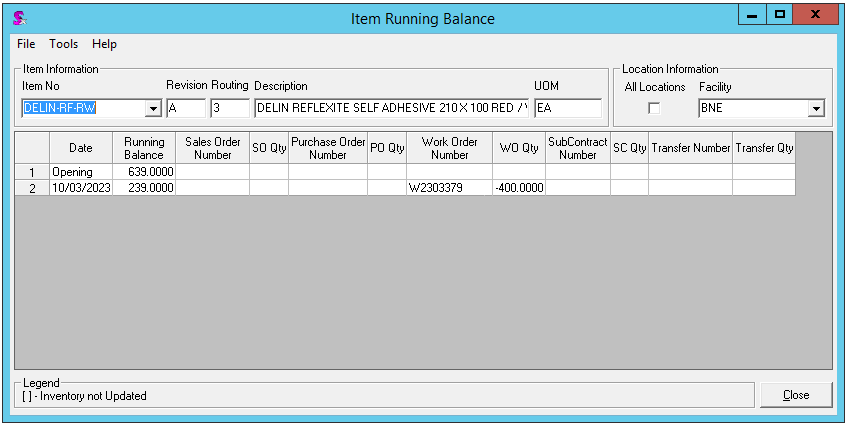 Item Running Balance
File Tools Help
Item Information
Location Information
Item No Revision Routing Description UOM
All Locations Facility
DELIN-RF-RW A 3 DELIN REFLEXITE SELF ADHESIVE 210 X 100 RED / EA
BNE
Date Running Balance Sales Order Number SO Qty Purchase Order Number PO Qty Work Order Number WO Qty SubContract Number SC Qty Transfer Number Transfer Qty
1 Opening 639.0000
2 10/03/2023 239.0000 W2303379 -400.0000
Legend
[ ] - Inventory not Updated
Close